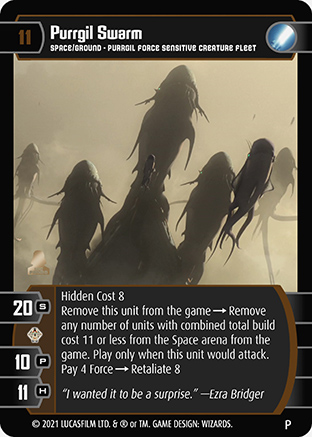 11
Purrgil Swarm
SPACE/GROUND - PURRGIL FORCE SENSITIVE CREATURE FLEET
20 S
10 P
11 H
Hidden Cost 8
Remove this unit from the game → Remove
any number of units with combined total build
cost 11 or less from the Space arena from the
game. Play only when this unit would attack.
Pay 4 Force → Retaliate 8
“I wanted it to be a surprise.” —Ezra Bridger
© 2021 LUCASFILM LTD. & ® OR TM. GAME DESIGN: WIZARDS.
P